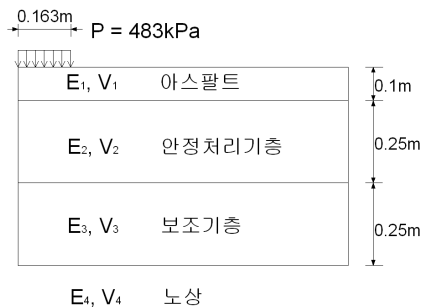 0.163m
P = 483kPa
E₁, V₁ 아스팔트
0.1m
E₂, V₂ 안정처리기층
0.25m
E₃, V₃ 보조기층
0.25m
E₄, V₄ 노상